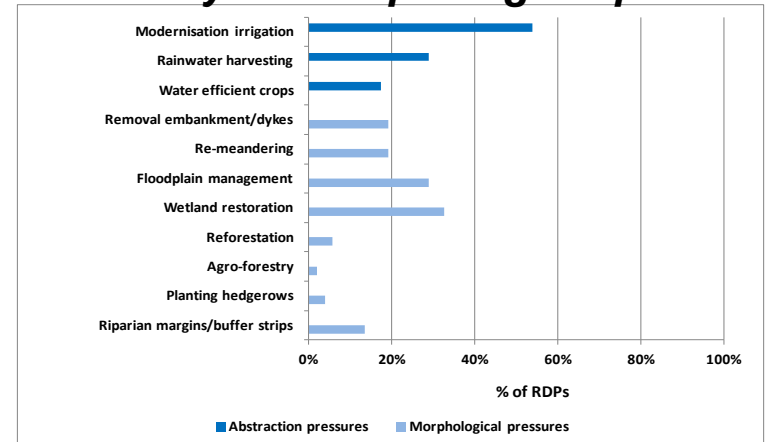 Modernisation irrigation
Rainwater harvesting
Water efficient crops
Removal embankment/dykes
Re-meandering
Floodplain management
Wetland restoration
Reforestation
Agro-forestry
Planting hedgerows
Riparian margins/buffer strips
0% 20% 40% 60% 80% 100%
% of RDPs
Abstraction pressures Morphological pressures